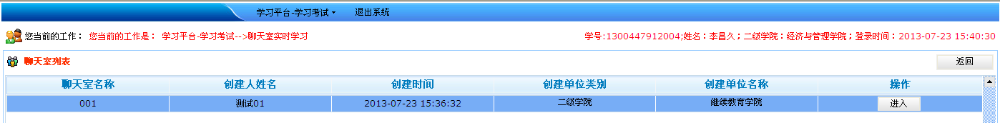 学习平台-学习考试 退出系统
您当前的工作： 您当前的工作是： 学习平台-学习考试-->聊天室实时学习 学号:1300447912004;姓名：李昌久；二级学院：经济与管理学院；登录时间：2013-07-23 15:40:30
聊天室列表 返回
聊天室名称 创建人姓名 创建时间 创建单位类别 创建单位名称 操作
001 测试01 2013-07-23 15:36:32 二级学院 继续教育学院 进入